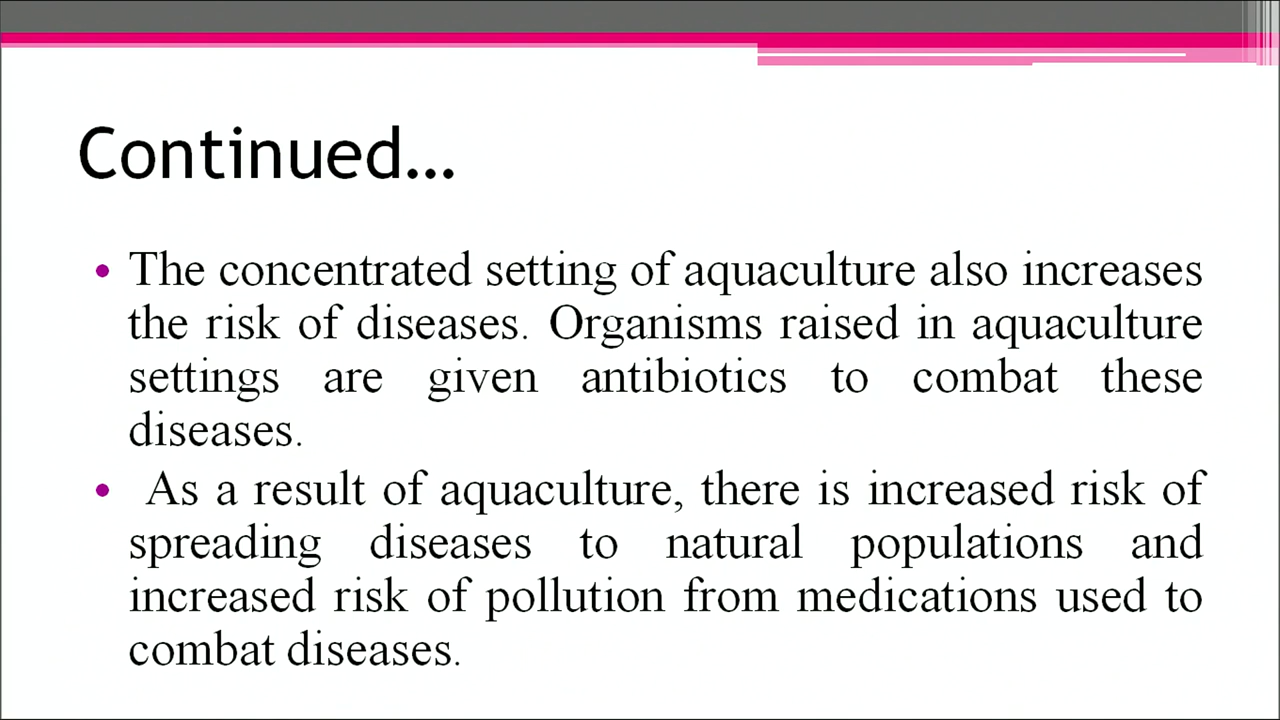 Continued...
• The concentrated setting of aquaculture also increases
the risk of diseases. Organisms raised in aquaculture
settings are given antibiotics to combat these
diseases.
• As a result of aquaculture, there is increased risk of
spreading diseases to natural populations and
increased risk of pollution from medications used to
combat diseases.